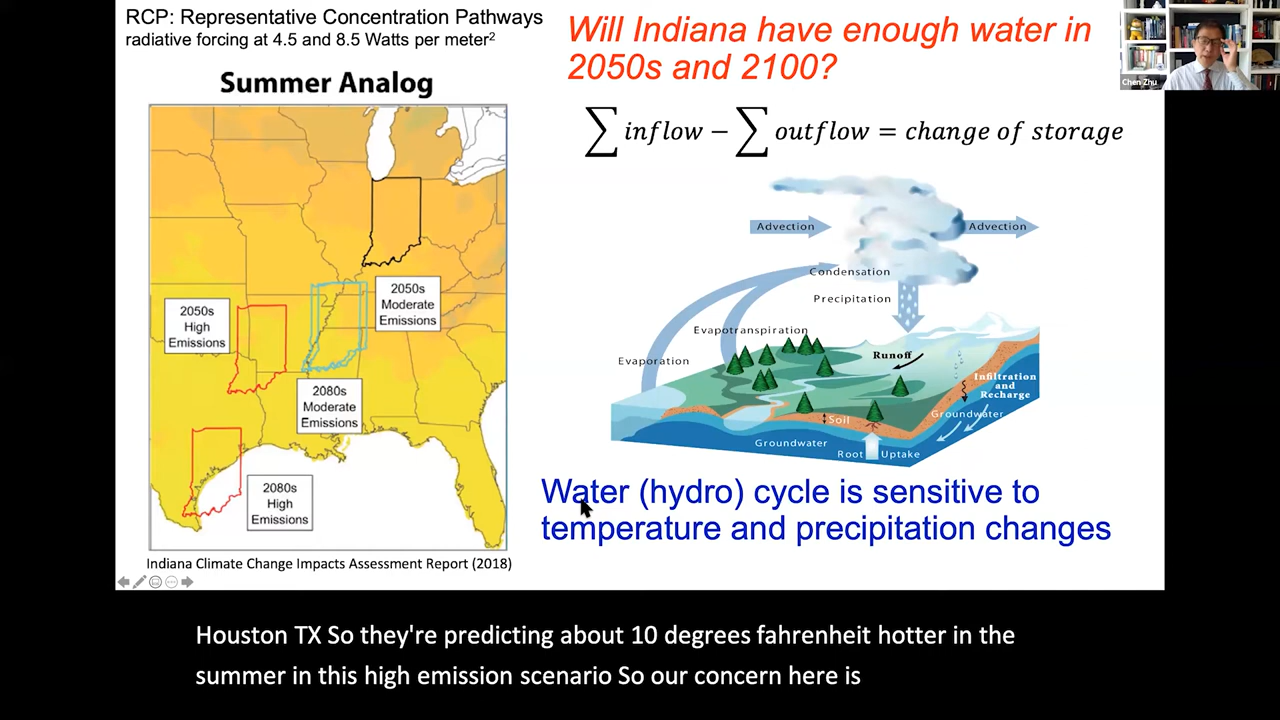 RCP: Representative Concentration Pathways
radiative forcing at 4.5 and 8.5 Watts per meter²
Summer Analog
2050s
High
Emissions
2050s
Moderate
Emissions
2080s
Moderate
Emissions
2080s
High
Emissions
Indiana Climate Change Impacts Assessment Report (2018)
Will Indiana have enough water in
2050s and 2100?
∑ inflow − ∑ outflow = change of storage
Advection
Advection
Condensation
Precipitation
Evapotranspiration
Evaporation
Runoff
Infiltration
and
Recharge
Groundwater
Soil
Groundwater
Root Uptake
Water (hydro) cycle is sensitive to
temperature and precipitation changes
Chen Zhu
Houston TX So they're predicting about 10 degrees fahrenheit hotter in the
summer in this high emission scenario So our concern here is